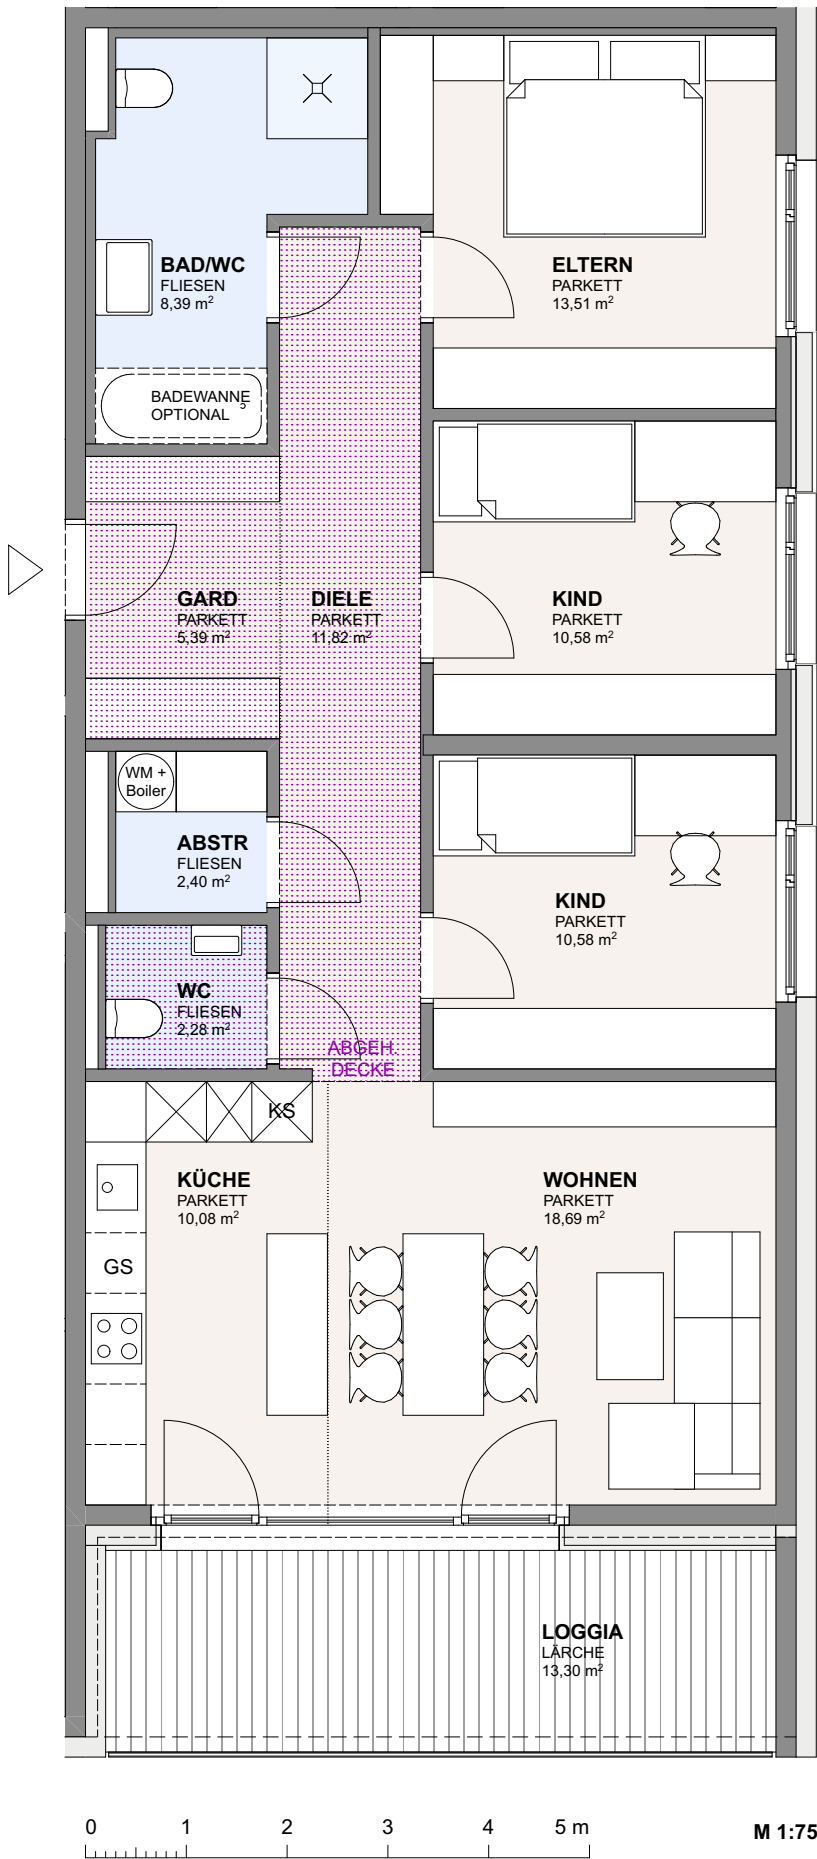 BAD/WC
FLIESEN
8,39 m²
ELTERN
PARKETT
13,51 m²
BADEWANNE
OPTIONAL 5
GARD
PARKETT
5,39 m²
DIELE
PARKETT
11,82 m²
KIND
PARKETT
10,58 m²
WM +
Boiler
ABSTR
FLIESEN
2,40 m²
KIND
PARKETT
10,58 m²
WC
FLIESEN
2,28 m²
ABGEH.
DECKE
KS
KÜCHE
PARKETT
10,08 m²
WOHNEN
PARKETT
18,69 m²
GS
LOGGIA
LÄRCHE
13,30 m²
0 1 2 3 4 5 m
M 1:75